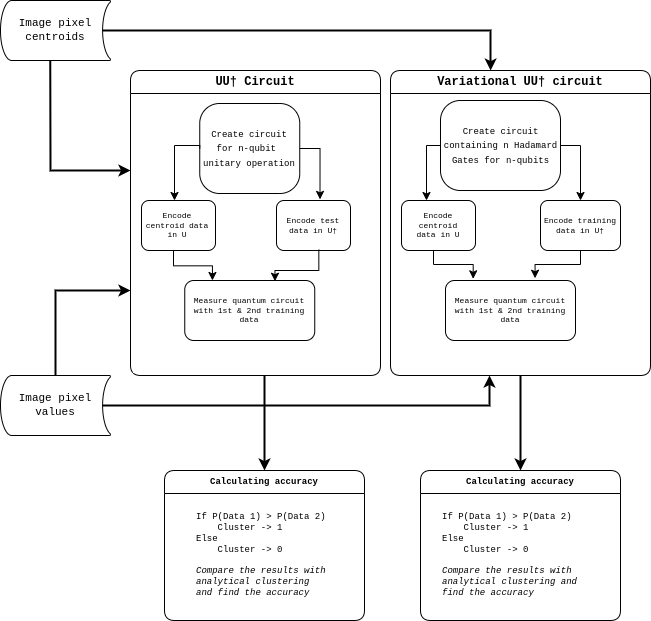 Image pixel
centroids
UU† Circuit
Create circuit
for n-qubit
unitary operation
Encode
centroid data
in U
Encode test
data in U†
Measure quantum circuit
with 1st & 2nd training
data
Variational UU† circuit
Create circuit
containing n Hadamard
Gates for n-qubits
Encode
centroid
data in U
Encode training
data in U†
Measure quantum circuit
with 1st & 2nd training
data
Image pixel
values
Calculating accuracy
If P(Data 1) > P(Data 2)
Cluster -> 1
Else
Cluster -> 0
Compare the results with
analytical clustering
and find the accuracy
Calculating accuracy
If P(Data 1) > P(Data 2)
Cluster -> 1
Else
Cluster -> 0
Compare the results with
analytical clustering and
find the accuracy